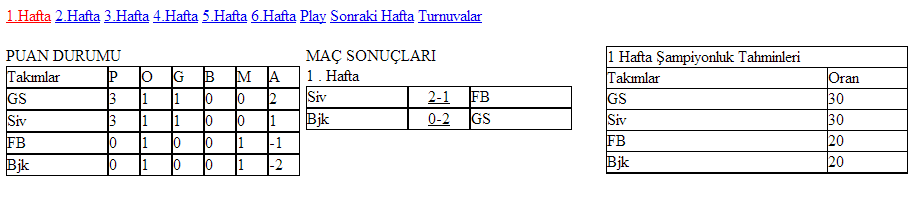 1.Hafta 2.Hafta 3.Hafta 4.Hafta 5.Hafta 6.Hafta Play Sonraki Hafta Turnuvalar
PUAN DURUMU
Takımlar P O G B M A
GS 3 1 1 0 0 2
Siv 3 1 1 0 0 1
FB 0 1 0 0 1 -1
Bjk 0 1 0 0 1 -2
MAÇ SONUÇLARI
1 . Hafta
Siv 2-1 FB
Bjk 0-2 GS
1 Hafta Şampiyonluk Tahminleri
Takımlar Oran
GS 30
Siv 30
FB 20
Bjk 20